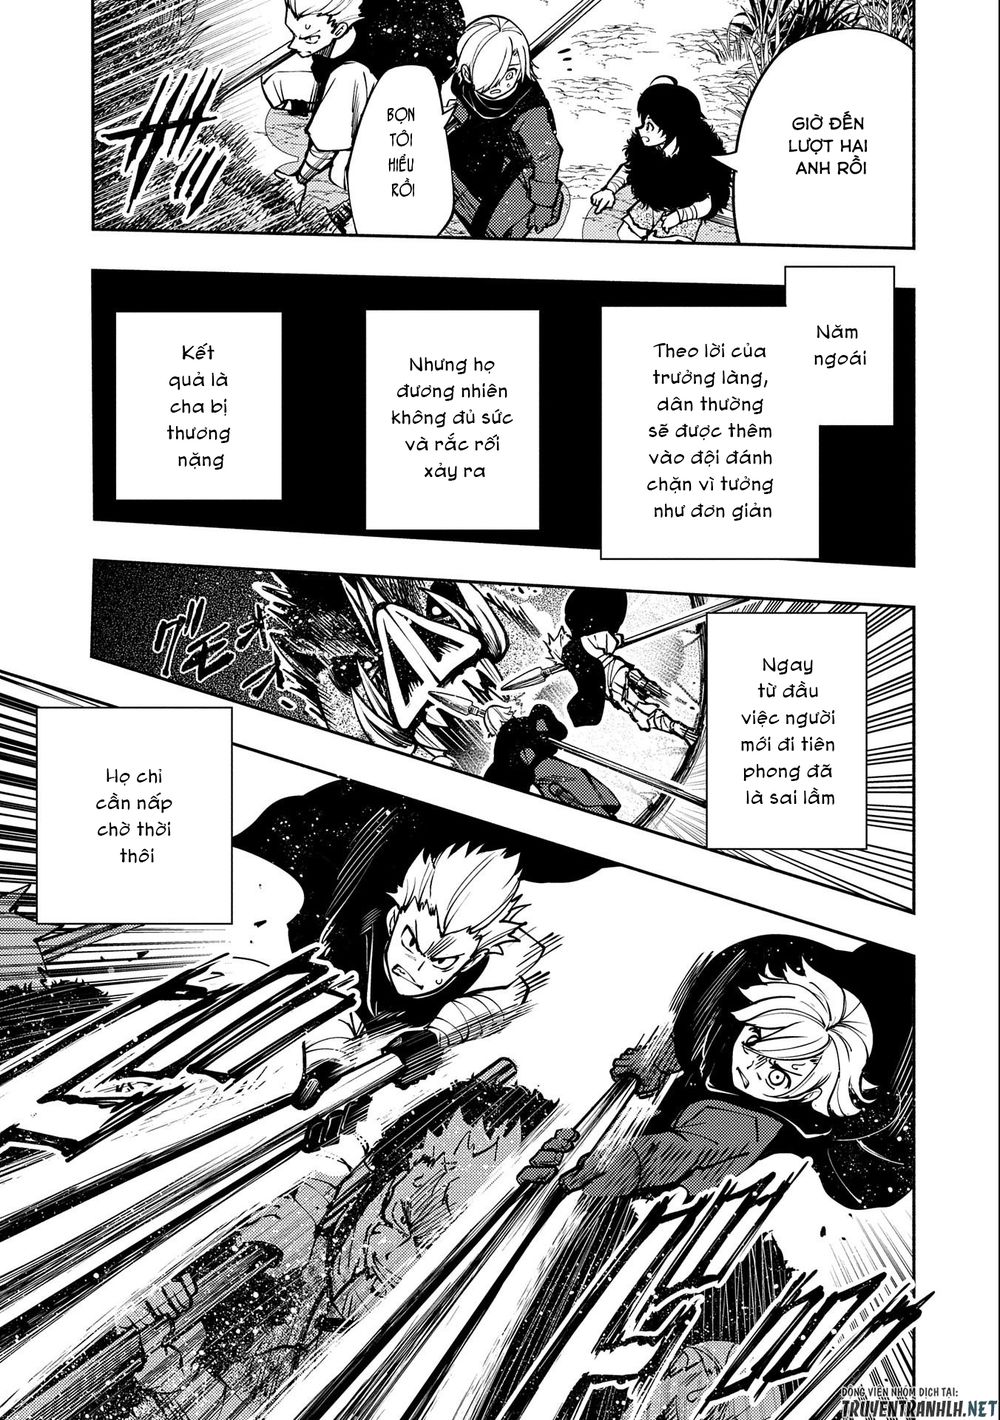 GIỜ ĐẾN
LƯỢT HAI
ANH RỒI
BỌN
TÔI
HIỂU
RỒI
Năm
ngoái
Theo lời của
trưởng làng,
dân thường
sẽ được thêm
vào đội đánh
chặn vì tưởng
như đơn giản
Nhưng họ
đương nhiên
không đủ sức
và rắc rối
xảy ra
Kết
quả là
cha bị
thương
nặng
Ngay
từ đầu
việc người
mới đi tiên
phong đã
là sai lầm
Họ chỉ
cần nấp
chờ thời
thôi
ĐỘNG VIÊN NHÓM DỊCH TẠI:
TRUYENTRANHLH.NET